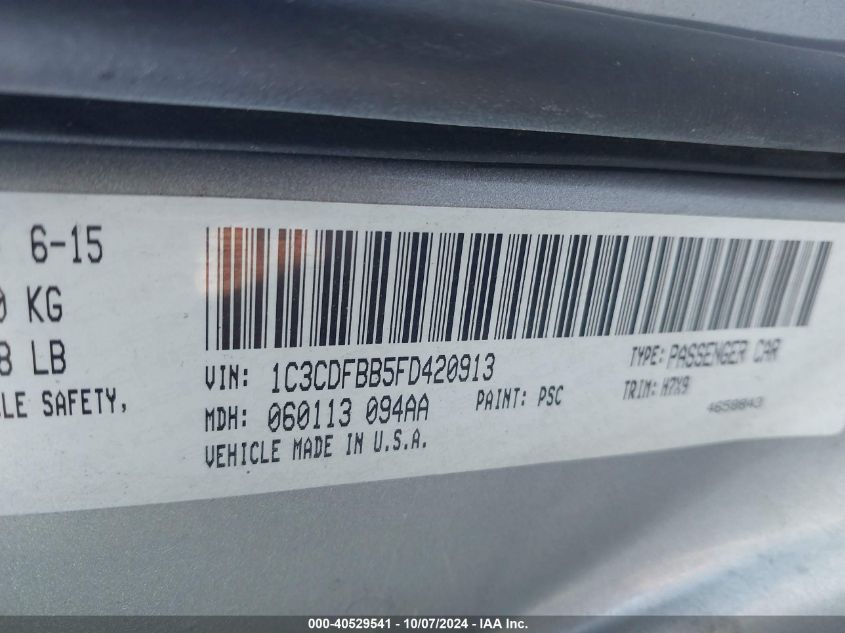 6-15
KG
LB
SAFETY,
VIN: 1C3CDFBB5FD420913
MDH: 060113 094AA
VEHICLE MADE IN U.S.A.
PAINT: PSC
TYPE: PASSENGER CAR
TRIM: H7X9
4658843
000-40529541 - 10/07/2024 - IAA Inc.